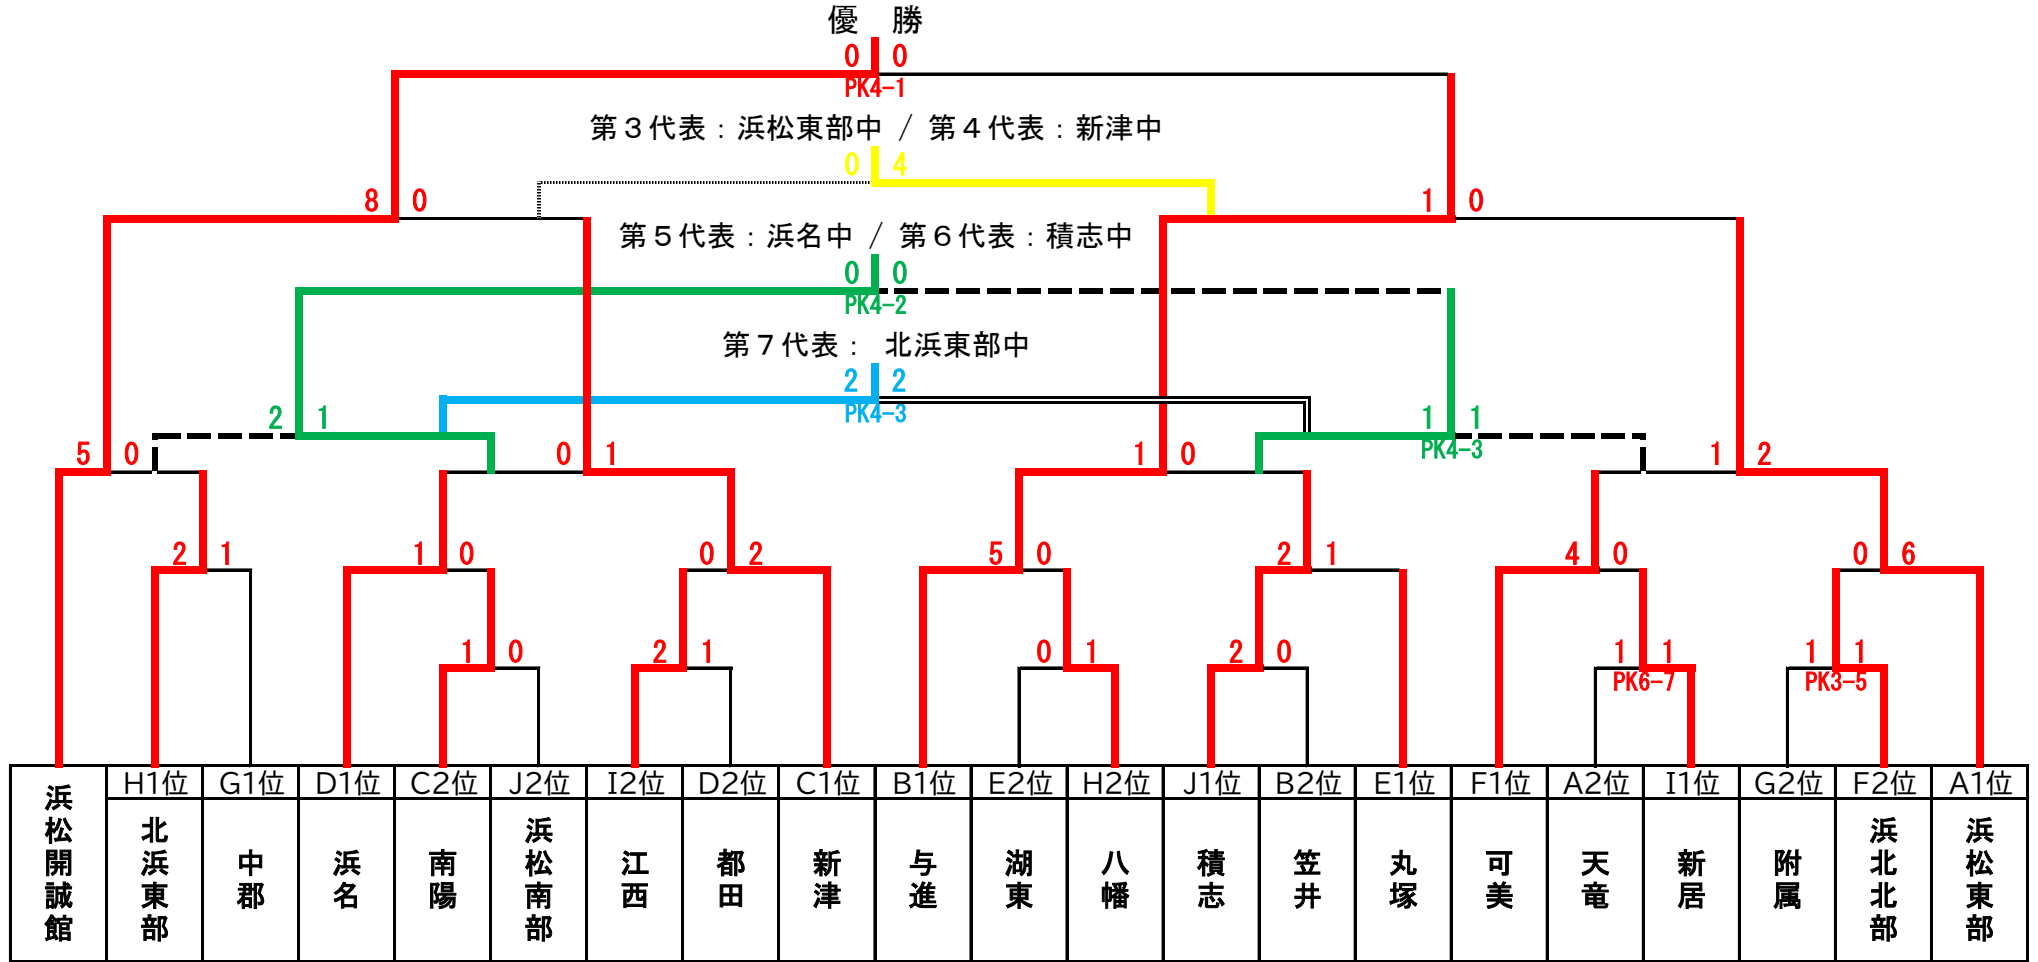 優 勝
0 0
PK4-1
第3代表：浜松東部中 / 第4代表：新津中
0 4
8 0
1 0
第5代表：浜名中 / 第6代表：積志中
0 0
PK4-2
第7代表： 北浜東部中
2 2
PK4-3
2 1
1 1
PK4-3
5 0
0 1
1 0
1 2
2 1
1 0
0 2
5 0
2 1
4 0
0 6
1 0
2 1
0 1
2 0
1 1
PK6-7
1 1
PK3-5
H1位 G1位 D1位 C2位 J2位 I2位 D2位 C1位 B1位 E2位 H2位 J1位 B2位 E1位 F1位 A2位 I1位 G2位 F2位 A1位
浜松開誠館
北浜東部
中郡
浜名
南陽
浜松南部
江西
都田
新津
与進
湖東
八幡
積志
笠井
丸塚
可美
天竜
新居
附属
浜北北部
浜松東部